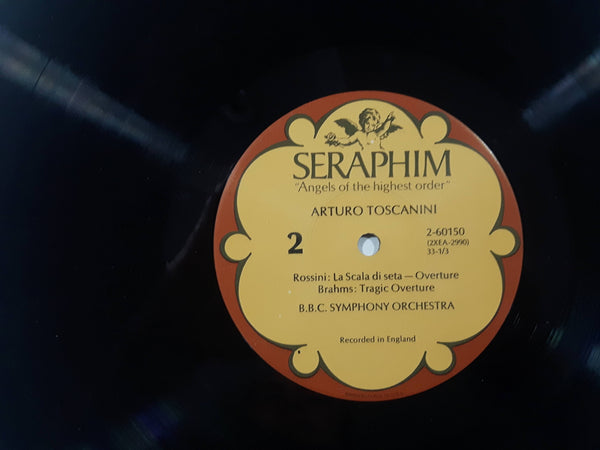 SERAPHIM
"Angels of the highest order"
ARTURO TOSCANINI
2
2-60150
(2XEA-2990)
33-1/3
Rossini: La Scala di seta — Overture
Brahms: Tragic Overture
B.B.C. SYMPHONY ORCHESTRA
Recorded in England